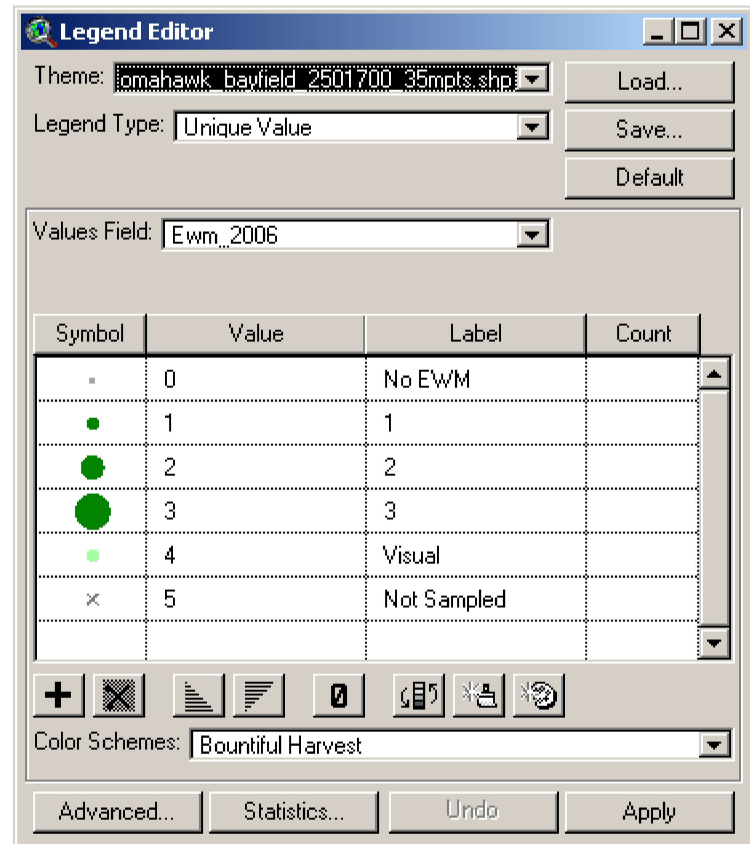 Legend Editor
Theme: omahawk_bayfield_2501700_35mpts.shp
Load...
Legend Type: Unique Value
Save...
Default
Values Field: Ewm_2006
Symbol Value Label Count
0 No EWM
1 1
2 2
3 3
4 Visual
5 Not Sampled
0
Color Schemes: Bountiful Harvest
Advanced... Statistics... Undo Apply